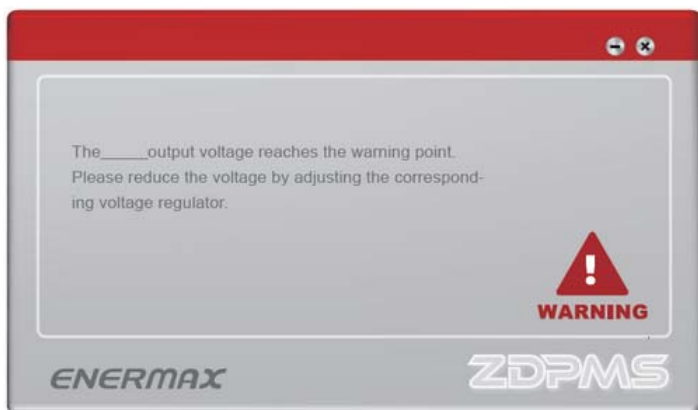 The_____output voltage reaches the warning point.
Please reduce the voltage by adjusting the correspond-
ing voltage regulator.
!
WARNING
ENERMAX
ZDPMS